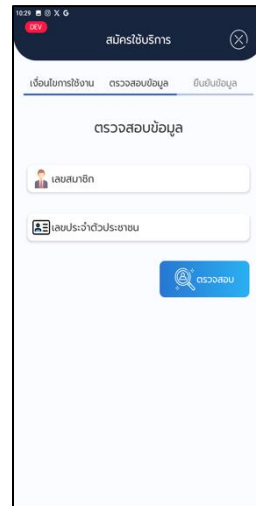 10:29 G
DEV
สมัครใช้บริการ
เงื่อนไขการใช้งาน ตรวจสอบข้อมูล ยืนยันข้อมูล
ตรวจสอบข้อมูล
เลขสมาชิก
เลขประจำตัวประชาชน
ตรวจสอบ